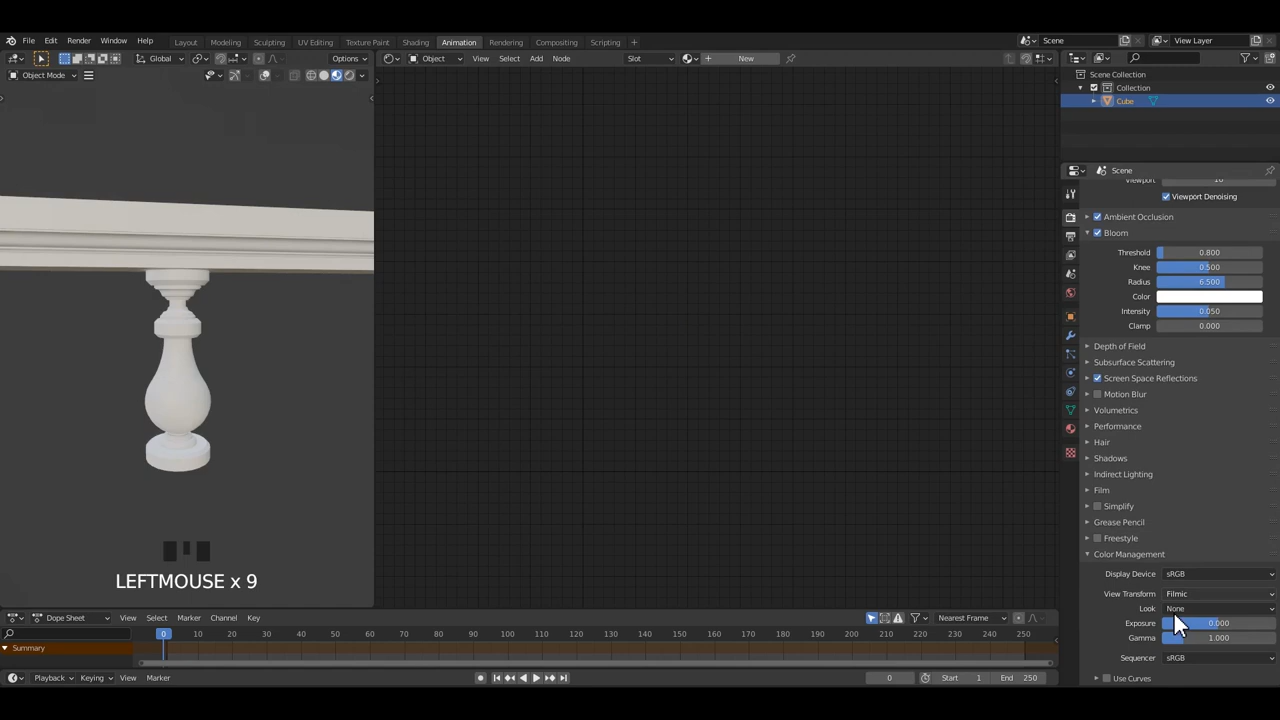 File Edit Render Window Help Layout Modeling Sculpting UV Editing Texture Paint Shading Animation Rendering Compositing Scripting Scene View Layer
Global Options Object View Select Add Node Slot New
Object Mode
Scene Collection
Collection
Cube
Scene
Viewport 16
Viewport Denoising
Ambient Occlusion
Bloom
Threshold 0.800
Knee 0.500
Radius 6.500
Color
Intensity 0.050
Clamp 0.000
Depth of Field
Subsurface Scattering
Screen Space Reflections
Motion Blur
Volumetrics
Performance
Hair
Shadows
Indirect Lighting
Film
Simplify
Grease Pencil
Freestyle
Color Management
Display Device sRGB
View Transform Filmic
Look None
Exposure 0.000
Gamma 1.000
Sequencer sRGB
Use Curves
LEFTMOUSE x 9
Dope Sheet View Select Marker Channel Key Nearest Frame
0 10 20 30 40 50 60 70 80 90 100 110 120 130 140 150 160 170 180 190 200 210 220 230 240 250
Summary
Playback Keying View Marker 0 Start 1 End 250